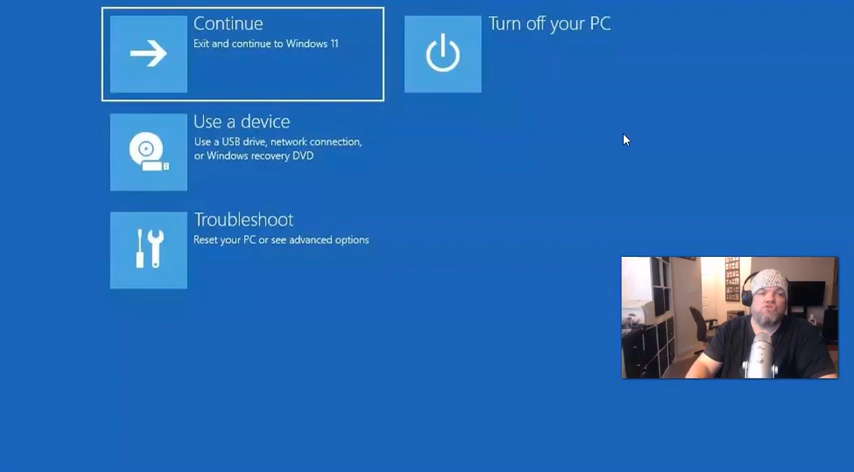 Continue
Exit and continue to Windows 11
Turn off your PC
Use a device
Use a USB drive, network connection,
or Windows recovery DVD
Troubleshoot
Reset your PC or see advanced options